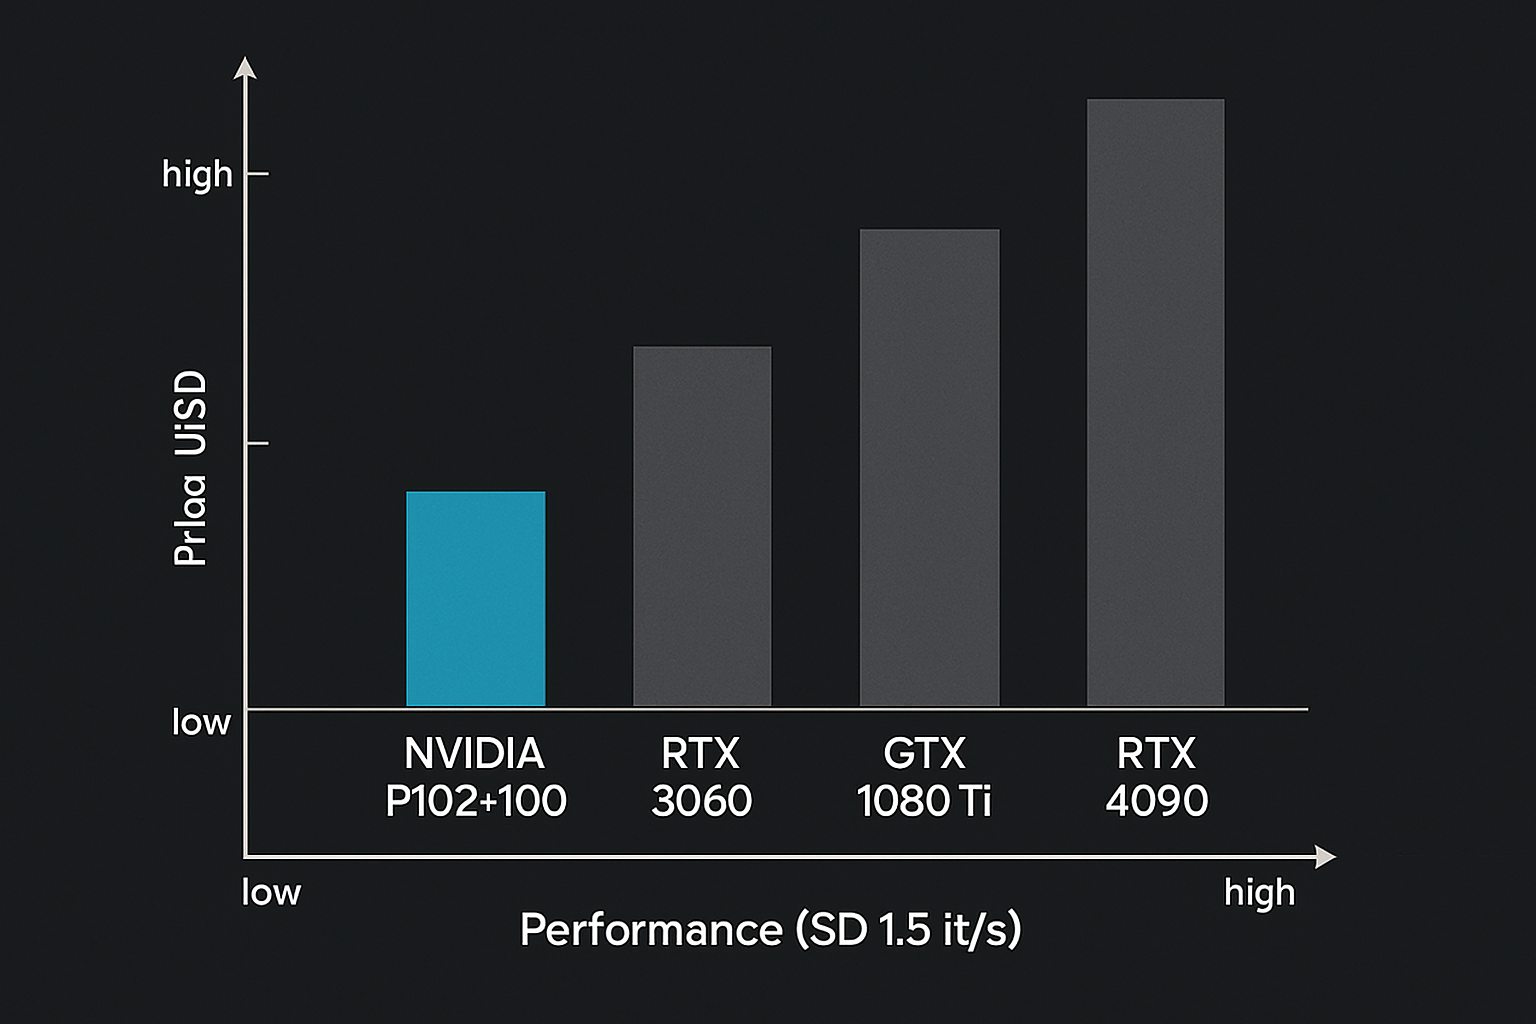 high
Prlaa UiSD
low
NVIDIA
P102+100
RTX
3060
GTX
1080 Ti
RTX
4090
low
high
Performance (SD 1.5 it/s)